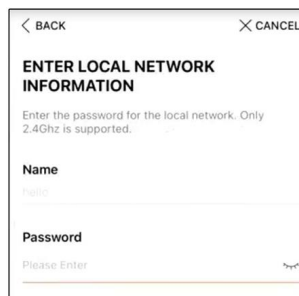 BACK
CANCEL
ENTER LOCAL NETWORK
INFORMATION
Enter the password for the local network. Only
2.4Ghz is supported.
Name
hello
Password
Please Enter